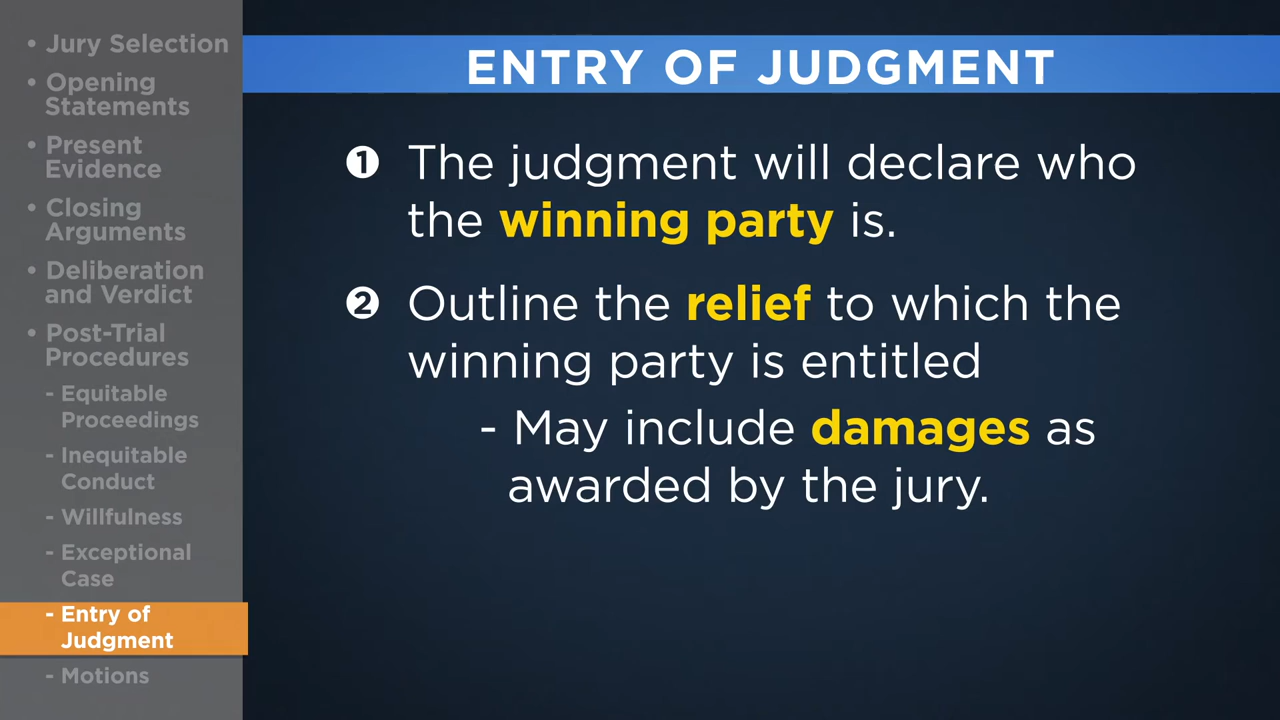 • Jury Selection
• Opening
Statements
• Present
Evidence
• Closing
Arguments
• Deliberation
and Verdict
• Post-Trial
Procedures
- Equitable
Proceedings
- Inequitable
Conduct
- Willfulness
- Exceptional
Case
- Entry of
Judgment
- Motions
ENTRY OF JUDGMENT
❶ The judgment will declare who
the winning party is.
❷ Outline the relief to which the
winning party is entitled
- May include damages as
awarded by the jury.